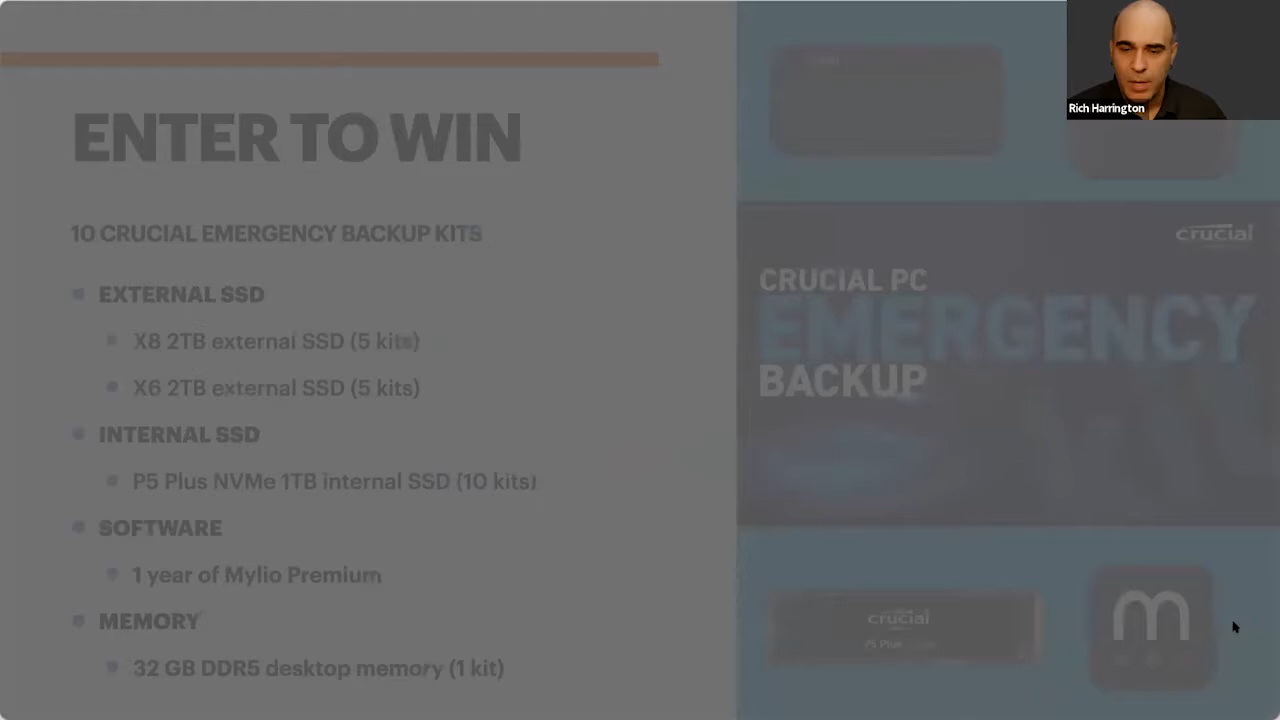 ENTER TO WIN
10 CRUCIAL EMERGENCY BACKUP KITS
EXTERNAL SSD
X8 2TB external SSD (5 kits)
X6 2TB external SSD (5 kits)
INTERNAL SSD
P5 Plus NVMe 1TB internal SSD (10 kits)
SOFTWARE
1 year of Mylio Premium
MEMORY
32 GB DDR5 desktop memory (1 kit)
Rich Harrington
crucial
CRUCIAL PC
EMERGENCY
BACKUP
crucial
P5 Plus
m